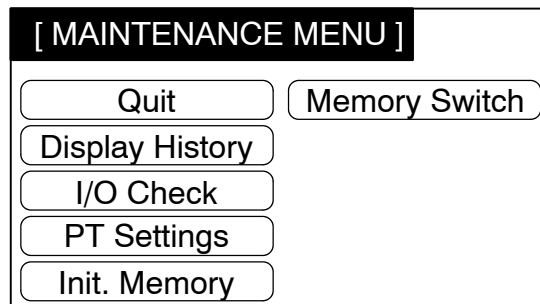 [ MAINTENANCE MENU ]
Quit
Memory Switch
Display History
I/O Check
PT Settings
Init. Memory